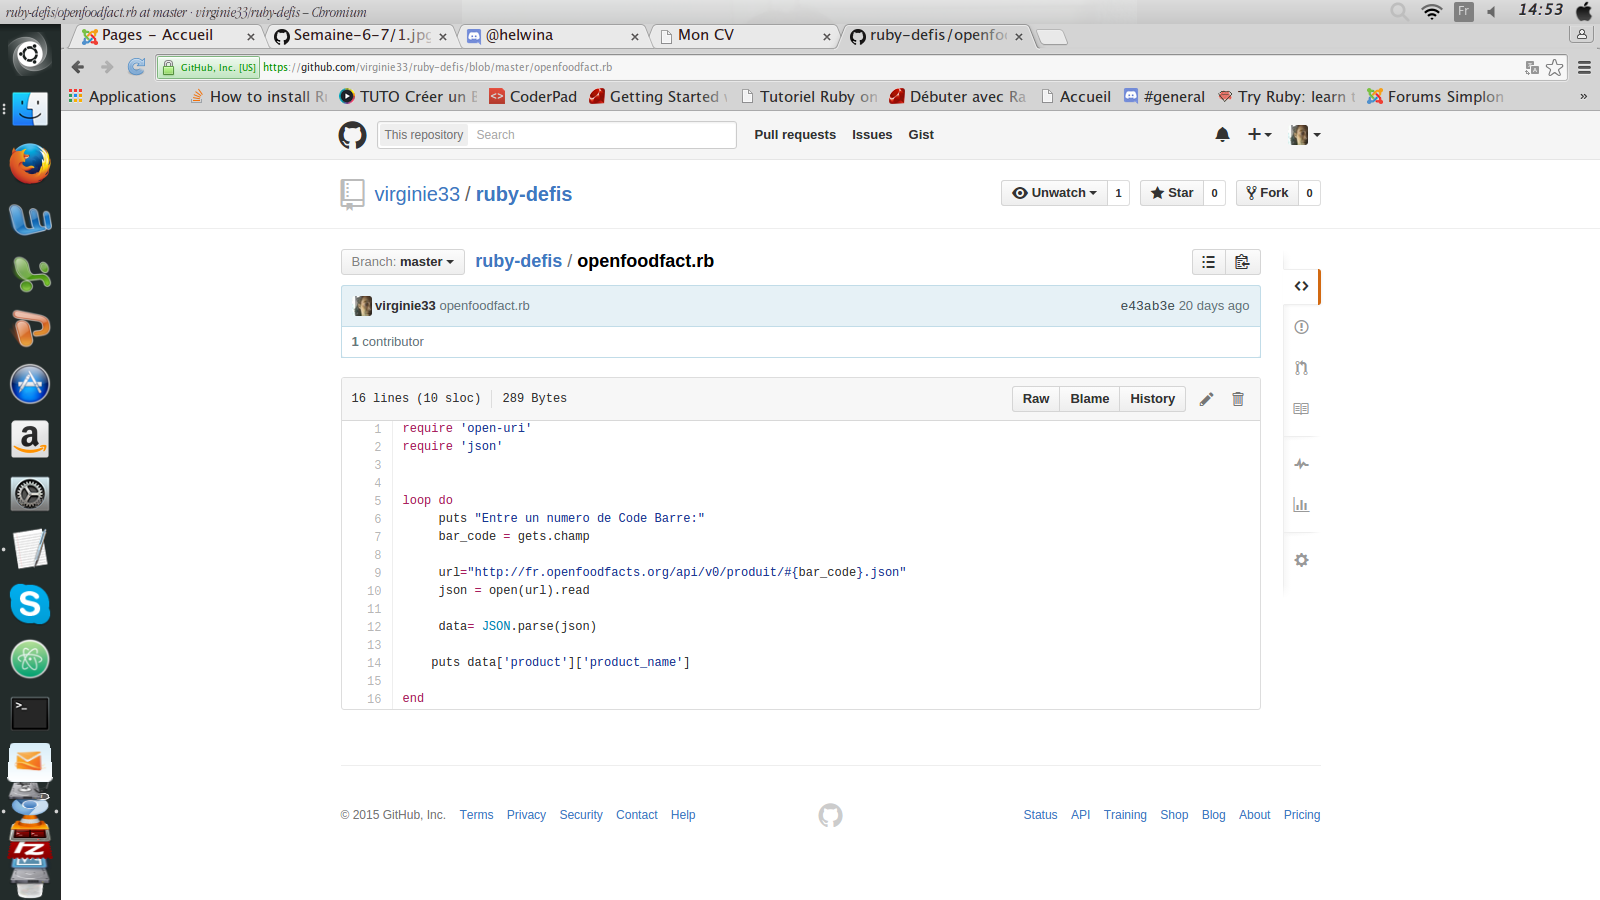 ruby-defis/openfoodfact.rb at master · virginie33/ruby-defis – Chromium
Fr
14:53
Pages – Accueil
Semaine-6-7/1.jpg
@helwina
Mon CV
ruby-defis/openfo
GitHub, Inc. [US]
https://github.com/virginie33/ruby-defis/blob/master/openfoodfact.rb
Applications
How to install Ru
TUTO Créer un
CoderPad
Getting Started
Tutoriel Ruby on
Débuter avec Ra
Accueil
#general
Try Ruby: learn
Forums Simplon
»
This repository
Search
Pull requests
Issues
Gist
virginie33 / ruby-defis
Unwatch 1
Star 0
Fork 0
Branch: master
ruby-defis / openfoodfact.rb
virginie33 openfoodfact.rb
e43ab3e 20 days ago
1 contributor
16 lines (10 sloc)
289 Bytes
Raw
Blame
History
1 require 'open-uri'
2 require 'json'
3
4
5 loop do
6 puts "Entre un numero de Code Barre:"
7 bar_code = gets.champ
8
9 url="http://fr.openfoodfacts.org/api/v0/produit/#{bar_code}.json"
10 json = open(url).read
11
12 data= JSON.parse(json)
13
14 puts data['product']['product_name']
15
16 end
© 2015 GitHub, Inc.
Terms
Privacy
Security
Contact
Help
Status
API
Training
Shop
Blog
About
Pricing